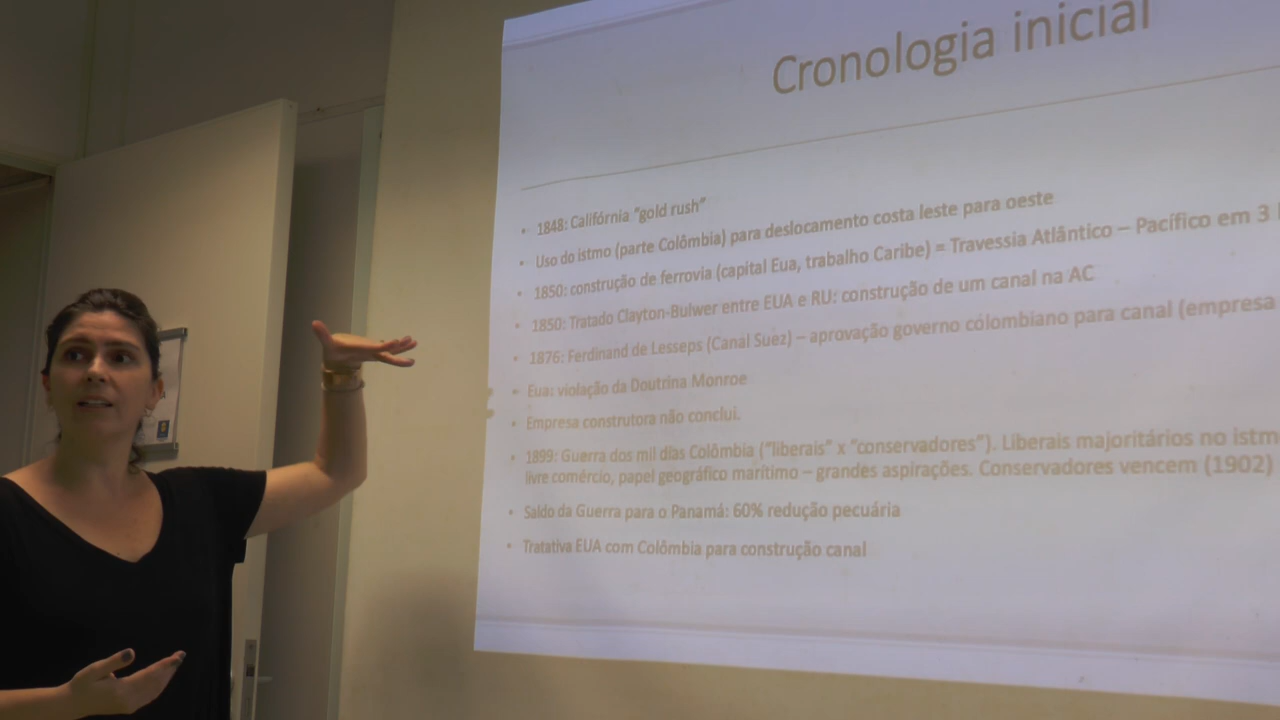 Cronologia inicial
• 1848: Califórnia "gold rush"
• Uso do istmo (parte Colômbia) para deslocamento costa leste para oeste
• 1850: construção de ferrovia (capital Eua, trabalho Caribe) = Travessia Atlântico – Pacífico em 3
• 1850: Tratado Clayton-Bulwer entre EUA e RU: construção de um canal na AC
• 1876: Ferdinand de Lesseps (Canal Suez) – aprovação governo colombiano para canal (empresa
• Eua: violação da Doutrina Monroe
• Empresa construtora não conclui.
• 1899: Guerra dos mil dias Colômbia ("liberais" x "conservadores"). Liberais majoritários no istm
livre comércio, papel geográfico marítimo – grandes aspirações. Conservadores vencem (1902)
• Saldo da Guerra para o Panamá: 60% redução pecuária
• Tratativa EUA com Colômbia para construção canal